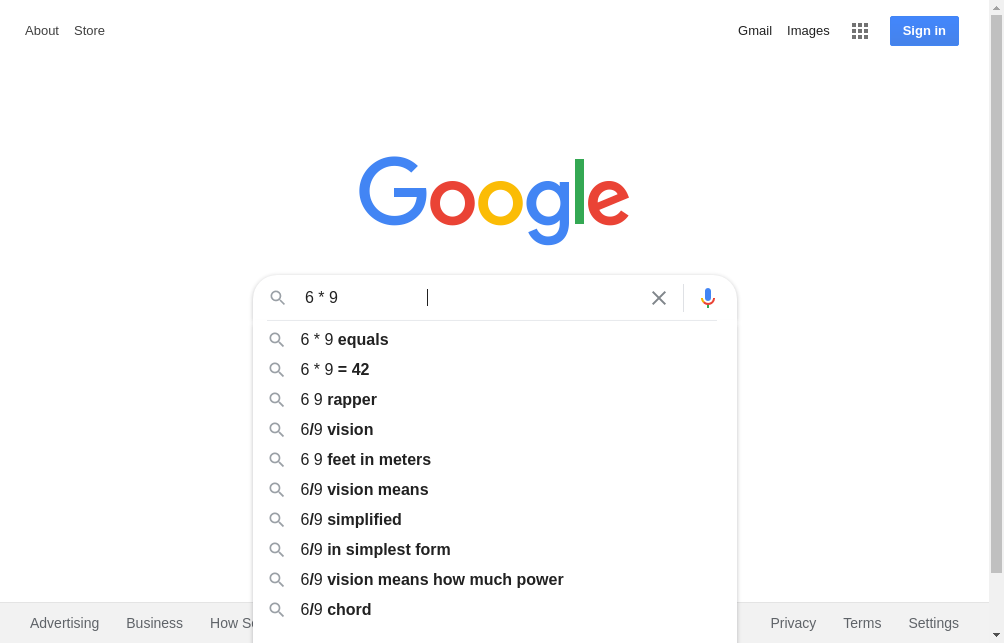 About Store Gmail Images Sign in
Google
6 * 9
6 * 9 equals
6 * 9 = 42
6 9 rapper
6/9 vision
6 9 feet in meters
6/9 vision means
6/9 simplified
6/9 in simplest form
6/9 vision means how much power
6/9 chord
Advertising Business How Privacy Terms Settings